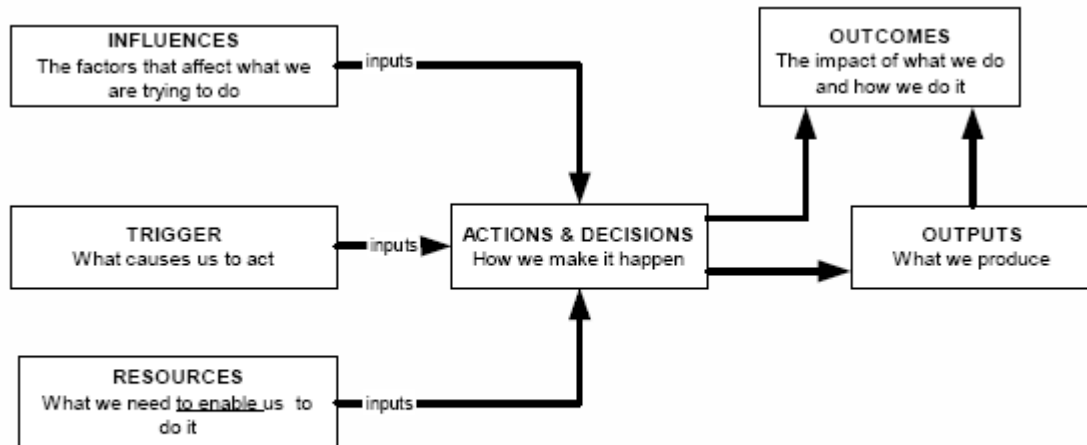 INFLUENCES
The factors that affect what we
are trying to do
inputs
OUTCOMES
The impact of what we do
and how we do it
TRIGGER
What causes us to act
inputs
ACTIONS & DECISIONS
How we make it happen
OUTPUTS
What we produce
RESOURCES
What we need to enable us to
do it
inputs